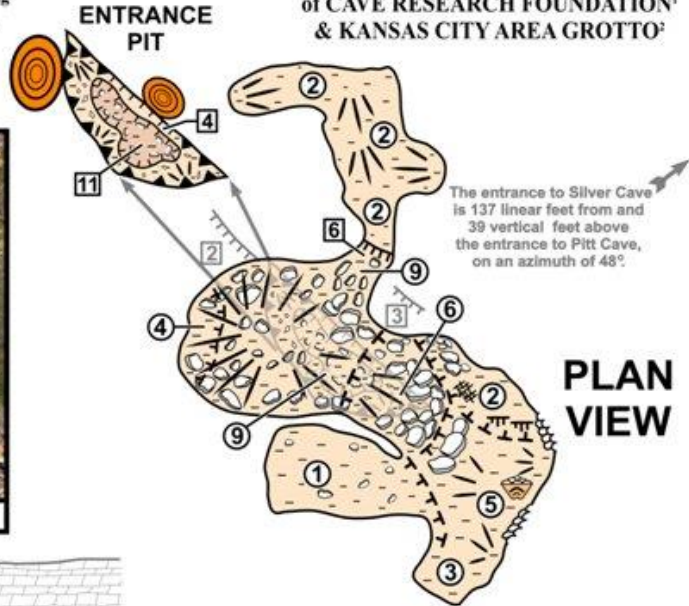 of CAVE RESEARCH FOUNDATION¹
& KANSAS CITY AREA GROTTO²
ENTRANCE
PIT
4
11
2
2
2
6
9
The entrance to Silver Cave
is 137 linear feet from and
39 vertical feet above
the entrance to Pitt Cave,
on an azimuth of 48°.
2
3
6
4
9
2
PLAN
VIEW
1
5
3